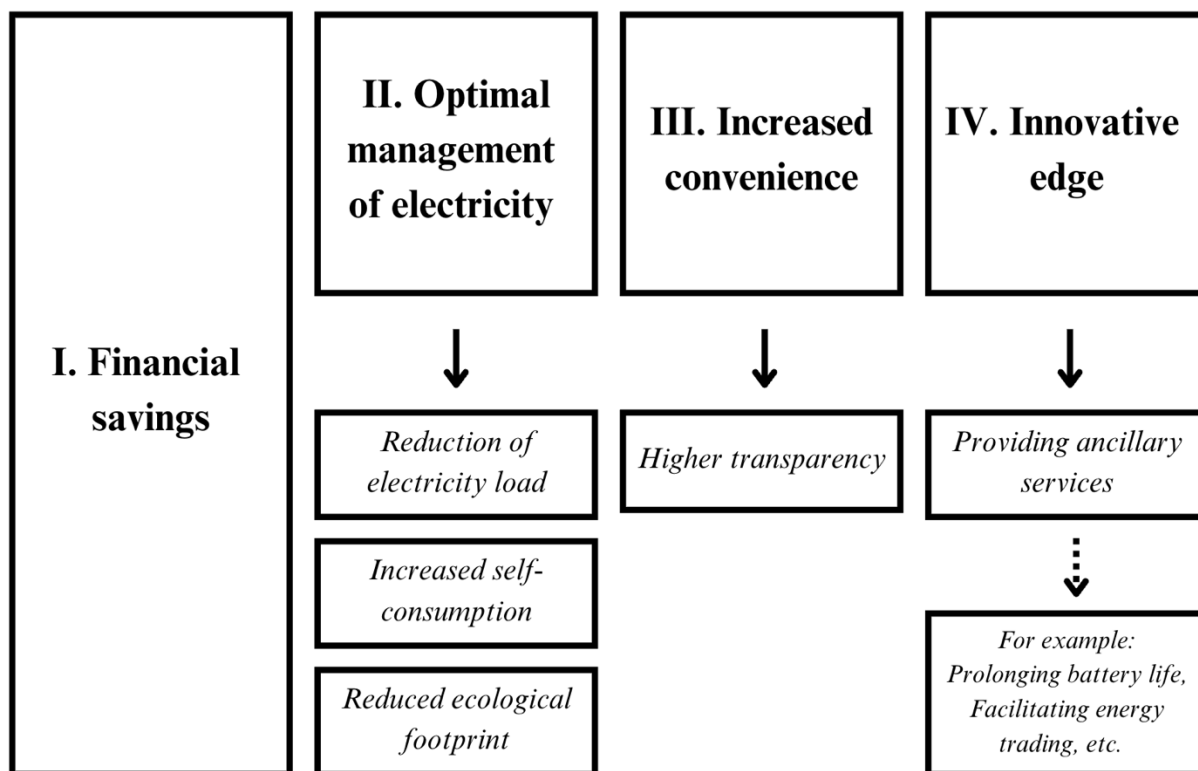 I. Financial
savings
II. Optimal
management
of electricity
Reduction of
electricity load
Increased self-
consumption
Reduced ecological
footprint
III. Increased
convenience
Higher transparency
IV. Innovative
edge
Providing ancillary
services
For example:
Prolonging battery life,
Facilitating energy
trading, etc.